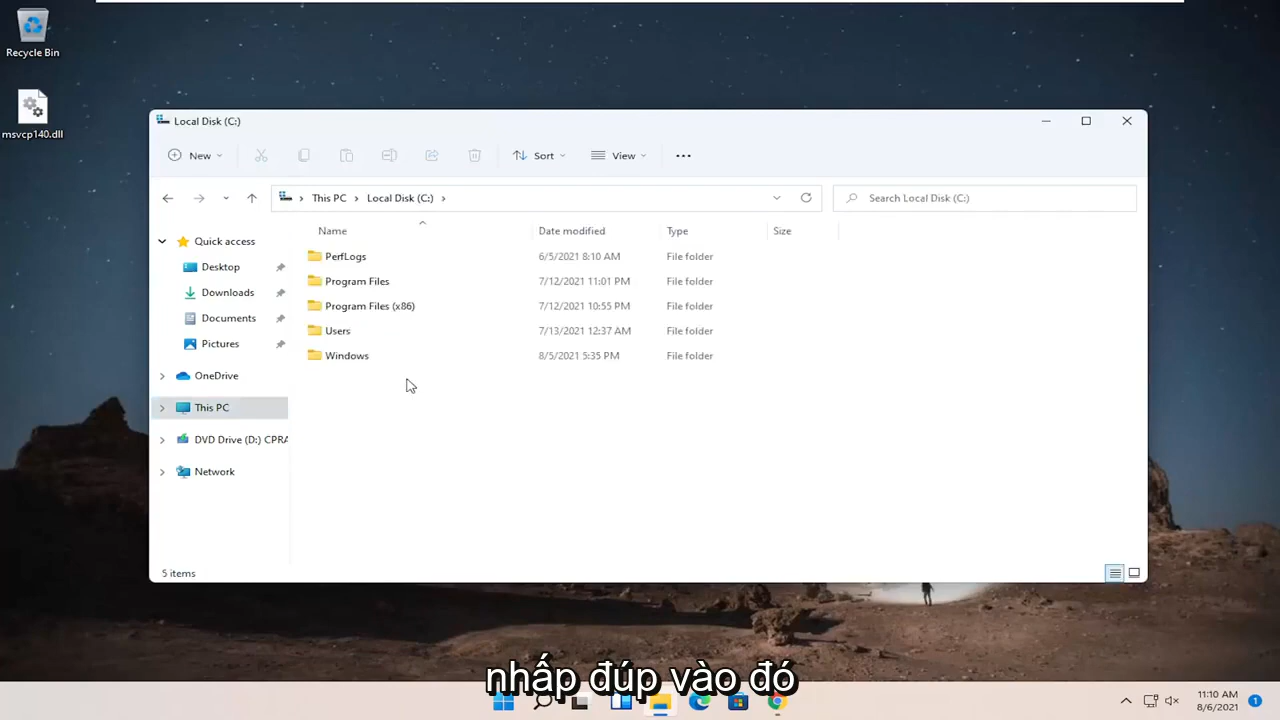 Recycle Bin
msvcp140.dll
Local Disk (C:)
New
Sort
View
This PC
Local Disk (C:)
Search Local Disk (C:)
Name Date modified Type Size
Quick access
Desktop
Downloads
Documents
Pictures
OneDrive
This PC
DVD Drive (D:) CPRA
Network
PerfLogs 6/5/2021 8:10 AM File folder
Program Files 7/12/2021 11:01 PM File folder
Program Files (x86) 7/12/2021 10:55 PM File folder
Users 7/13/2021 12:37 AM File folder
Windows 8/5/2021 5:35 PM File folder
5 items
nhấp đúp vào đó
11:10 AM
8/6/2021
1